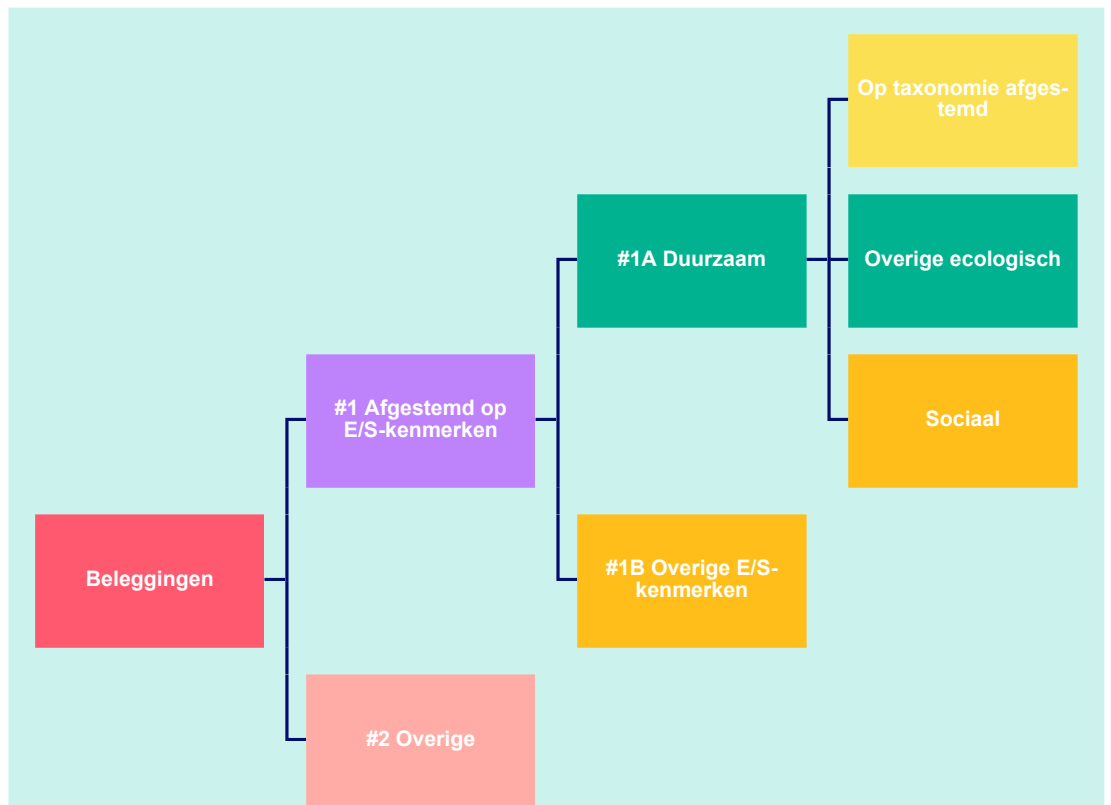 Op taxonomie afges-
temd
#1A Duurzaam
Overige ecologisch
#1 Afgestemd op
E/S-kenmerken
Sociaal
Beleggingen
#1B Overige E/S-
kenmerken
#2 Overige